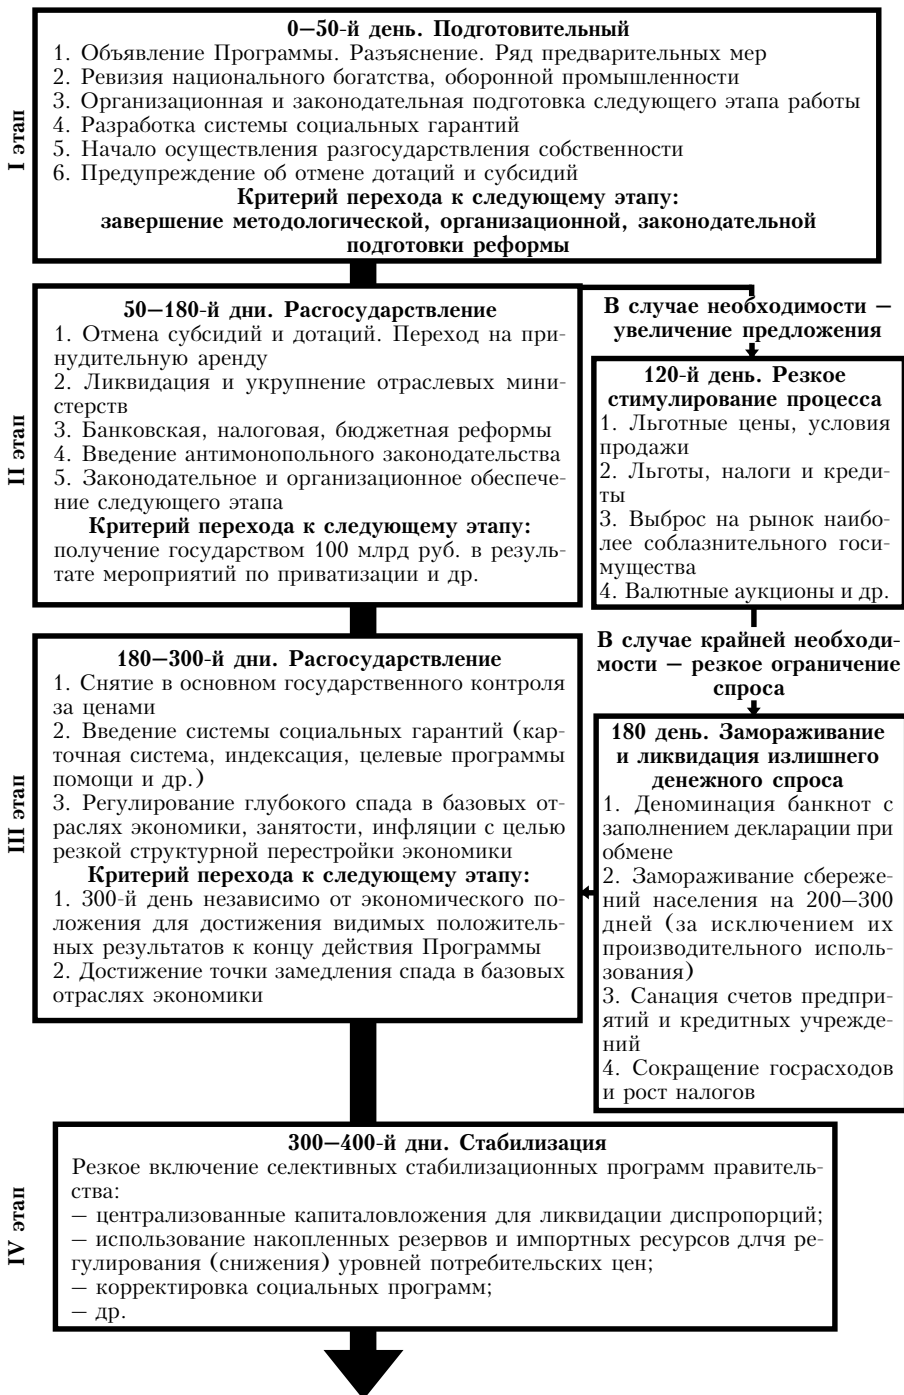 I этап
0–50-й день. Подготовительный
1. Объявление Программы. Разъяснение. Ряд предварительных мер
2. Ревизия национального богатства, оборонной промышленности
3. Организационная и законодательная подготовка следующего этапа работы
4. Разработка системы социальных гарантий
5. Начало осуществления разгосударствления собственности
6. Предупреждение об отмене дотаций и субсидий
Критерий перехода к следующему этапу:
завершение методологической, организационной, законодательной
подготовки реформы
II этап
50–180-й дни. Расгосударствление
1. Отмена субсидий и дотаций. Переход на при-
нудительную аренду
2. Ликвидация и укрупнение отраслевых мини-
стерств
3. Банковская, налоговая, бюджетная реформы
4. Введение антимонопольного законодательства
5. Законодательное и организационное обеспече-
ние следующего этапа
Критерий перехода к следующему этапу:
получение государством 100 млрд руб. в резуль-
тате мероприятий по приватизации и др.
В случае необходимости –
увеличение предложения
120-й день. Резкое
стимулирование процесса
1. Льготные цены, условия
продажи
2. Льготы, налоги и креди-
ты
3. Выброс на рынок наибо-
лее соблазнительного госи-
мущества
4. Валютные аукционы и др.
III этап
180–300-й дни. Расгосударствление
1. Снятие в основном государственного контроля
за ценами
2. Введение системы социальных гарантий (кар-
точная система, индексация, целевые программы
помощи и др.)
3. Регулирование глубокого спада в базовых от-
раслях экономики, занятости, инфляции с целью
резкой структурной перестройки экономики
Критерий перехода к следующему этапу:
1. 300-й день независимо от экономического по-
ложения для достижения видимых положитель-
ных результатов к концу действия Программы
2. Достижение точки замедления спада в базовых
отраслях экономики
В случае крайней необходи-
мости – резкое ограничение
спроса
180 день. Замораживание
и ликвидация излишнего
денежного спроса
1. Деноминация банкнот с
заполнением декларации при
обмене
2. Замораживание сбереже-
ний населения на 200–300
дней (за исключением их
производительного исполь-
зования)
3. Санация счетов предпри-
ятий и кредитных учрежде-
ний
4. Сокращение госрасходов
и рост налогов
IV этап
300–400-й дни. Стабилизация
Резкое включение селективных стабилизационных программ правитель-
ства:
– централизованные капиталовложения для ликвидации диспропорций;
– использование накопленных резервов и импортных ресурсов длчя ре-
гулирования (снижения) уровней потребительских цен;
– корректировка социальных программ;
– др.